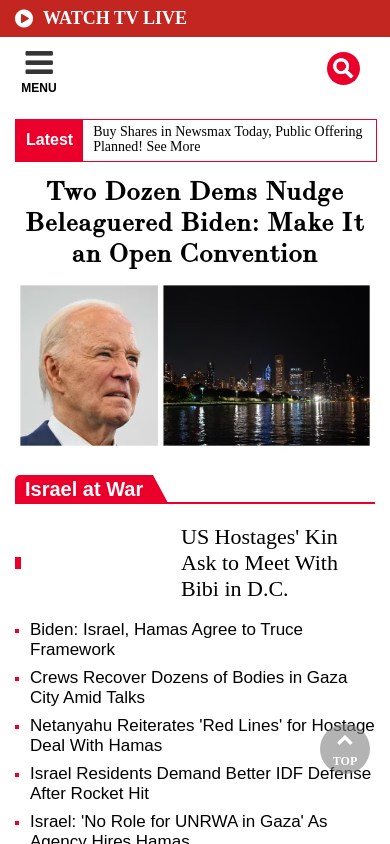 WATCH TV LIVE
MENU
Latest
Buy Shares in Newsmax Today, Public Offering
Planned! See More
Two Dozen Dems Nudge
Beleaguered Biden: Make It
an Open Convention
Israel at War
US Hostages' Kin
Ask to Meet With
Bibi in D.C.
Biden: Israel, Hamas Agree to Truce
Framework
Crews Recover Dozens of Bodies in Gaza
City Amid Talks
Netanyahu Reiterates 'Red Lines' for Hostage
Deal With Hamas
Israel Residents Demand Better IDF Defense
After Rocket Hit
TOP
Israel: 'No Role for UNRWA in Gaza' As
Agency Hires Hamas